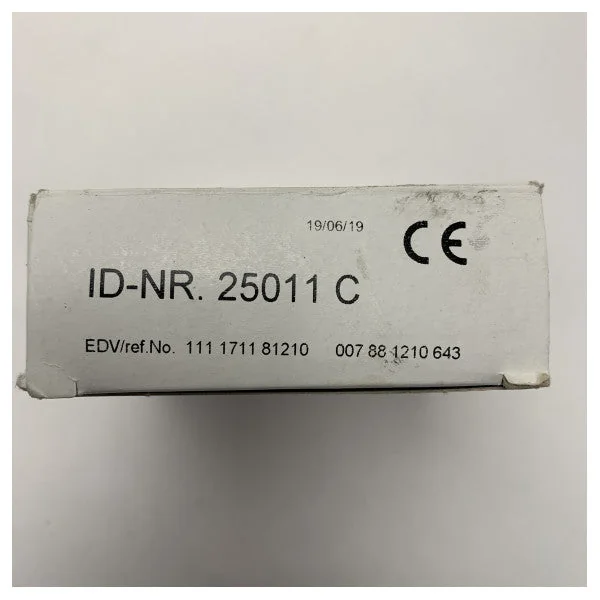 19/06/19 CE
ID-NR. 25011 C
EDV/ref.No. 111 1711 81210 007 88 1210 643